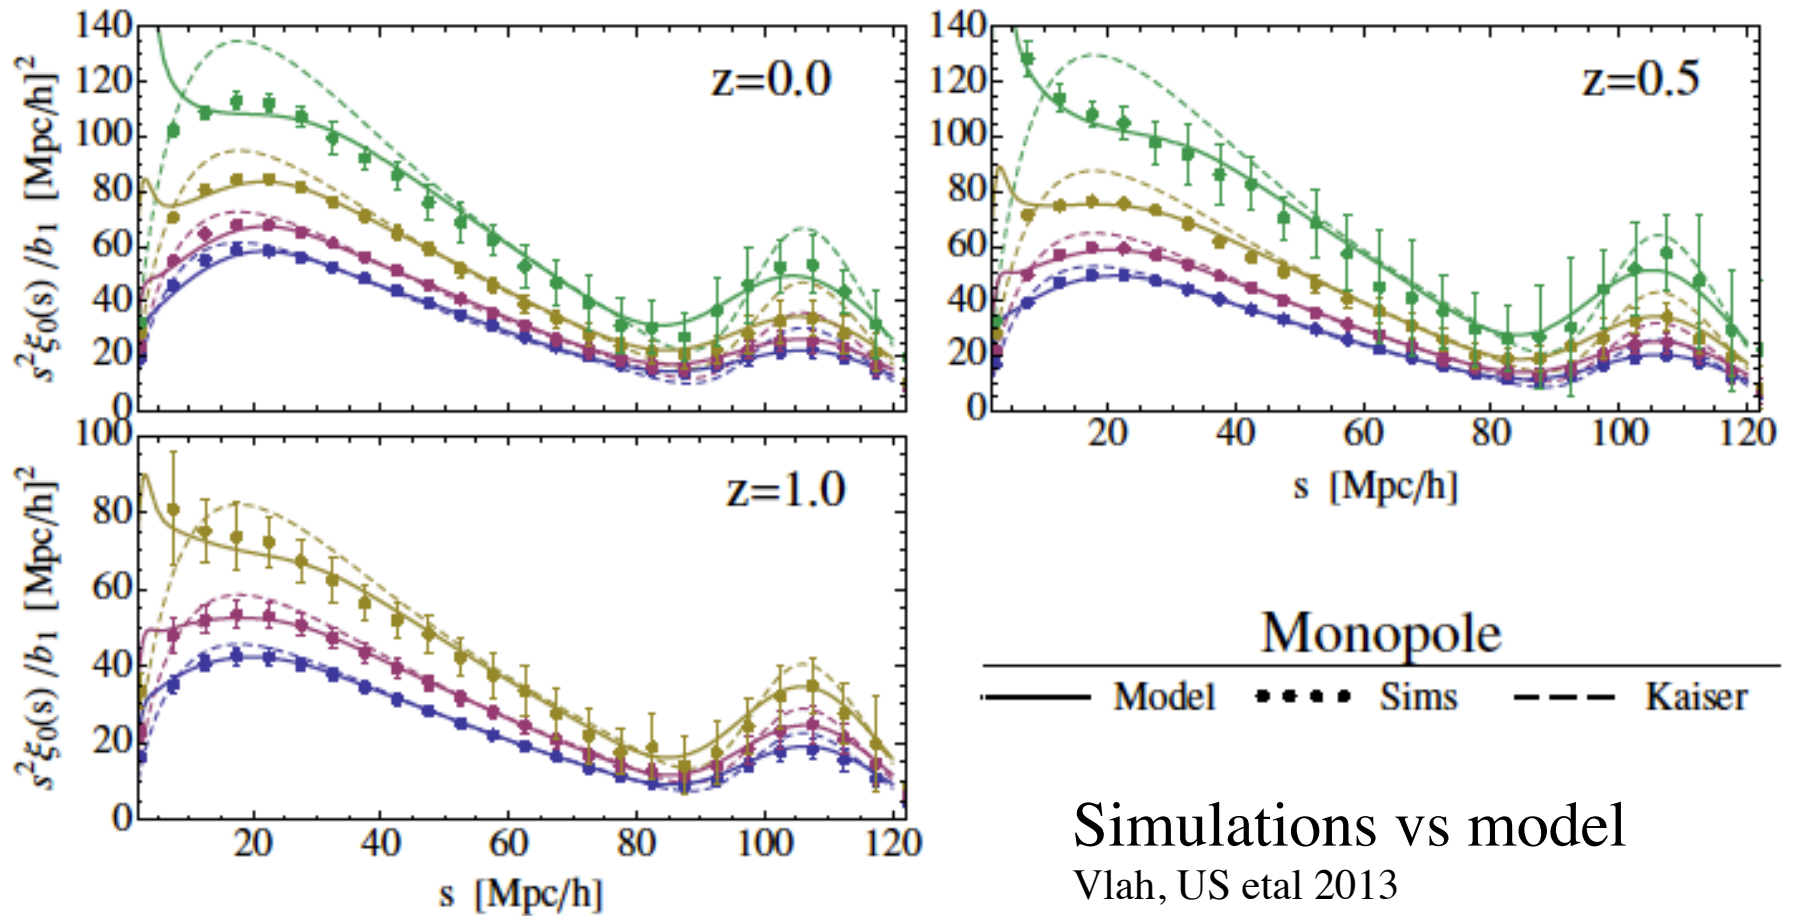 140
120
100
80
60
40
20
0
s²ξ₀(s) /b₁ [Mpc/h]²
z=0.0
140
120
100
80
60
40
20
0
z=0.5
20 40 60 80 100 120
s [Mpc/h]
100
80
60
40
20
0
s²ξ₀(s) /b₁ [Mpc/h]²
z=1.0
20 40 60 80 100 120
s [Mpc/h]
Monopole
Model Sims Kaiser
Simulations vs model
Vlah, US etal 2013